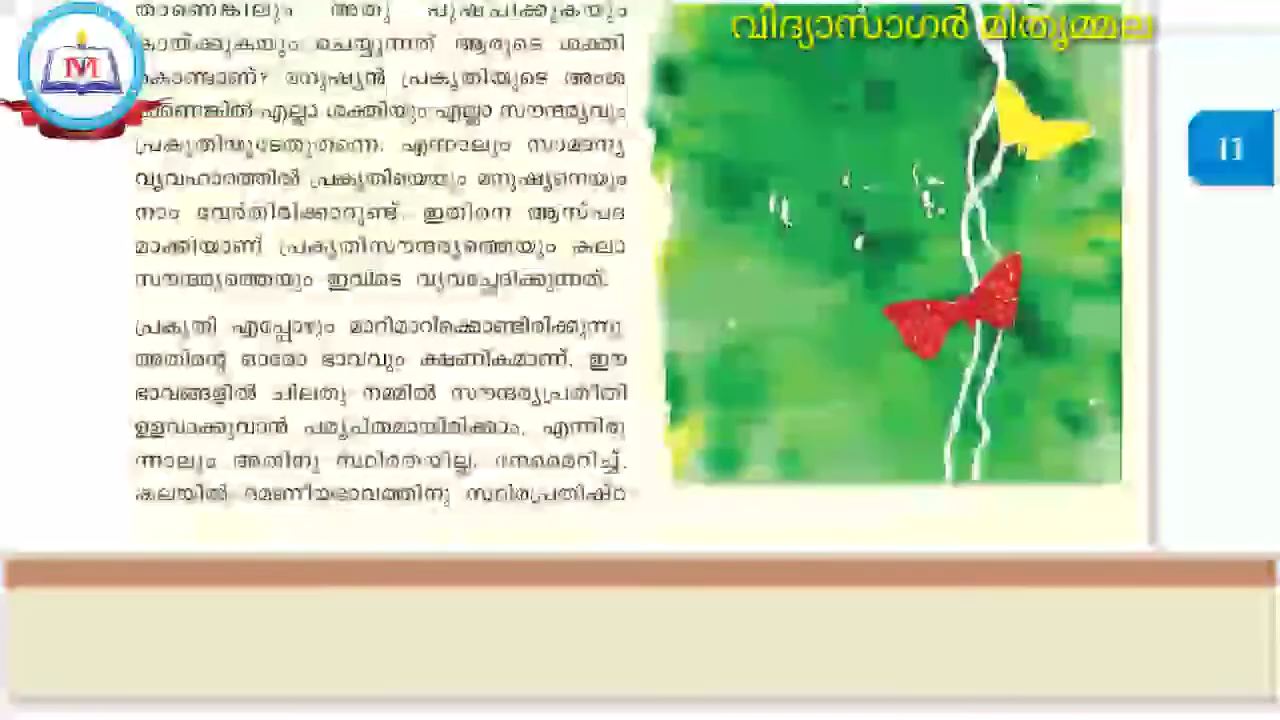 താണെങ്കിലും അതു പുഷ്പിക്കുകയും
കായ്ക്കുകയും ചെയ്യുന്നത് ആരുടെ ശക്തി
കൊണ്ടാണ്? മനുഷ്യൻ പ്രകൃതിയുടെ അംശ
മാണെങ്കിൽ എല്ലാ ശക്തിയും എല്ലാ സൗന്ദര്യവും
പ്രകൃതിയുടേതുതന്നെ. എന്നാലും സാമാന്യ
വ്യവഹാരത്തിൽ പ്രകൃതിയെയും മനുഷ്യനെയും
നാം വേർതിരിക്കാറുണ്ട്. ഇതിനെ ആസ്പദ
മാക്കിയാണ് പ്രകൃതിസൗന്ദര്യത്തെയും കലാ
സൗന്ദര്യത്തെയും ഇവിടെ വ്യവച്ഛേദിക്കുന്നത്.
പ്രകൃതി എപ്പോഴും മാറിമാറിക്കൊണ്ടിരിക്കുന്നു.
അതിന്റെ ഓരോ ഭാവവും ക്ഷണികമാണ്. ഈ
ഭാവങ്ങളിൽ ചിലതു നമ്മിൽ സൗന്ദര്യപ്രതീതി
ഉളവാക്കുവാൻ പര്യാപ്തമായിരിക്കാം. എന്നിരു
ന്നാലും അതിനു സ്ഥിരതയില്ല. നേരെമറിച്ച്,
കലയിൽ രമണീയഭാവത്തിനു സ്ഥിരപ്രതിഷ്ഠ
വിദ്യാസാഗർ മിതൃമ്മല
11
M